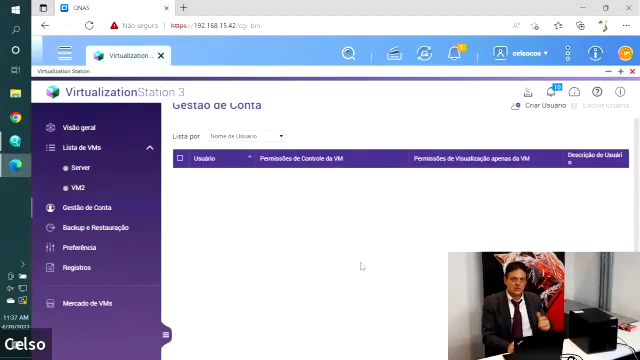 QNAS
Não seguro
https://192.168.15.42/cgi-bin/
Virtualization ...
1
celsocos
Virtualization Station
VirtualizationStation 3
10
Gestão de Conta
Criar Usuário
Excluir usuário
Visão geral
Lista de VMs
Server
VM2
Gestão de Conta
Backup e Restauração
Preferência
Registros
Mercado de VMs
Lista por
Nome de Usuário
Usuário
Permissões de Controle da VM
Permissões de Visualização apenas da VM
Descrição do Usuári
o
11:37 AM
Celso